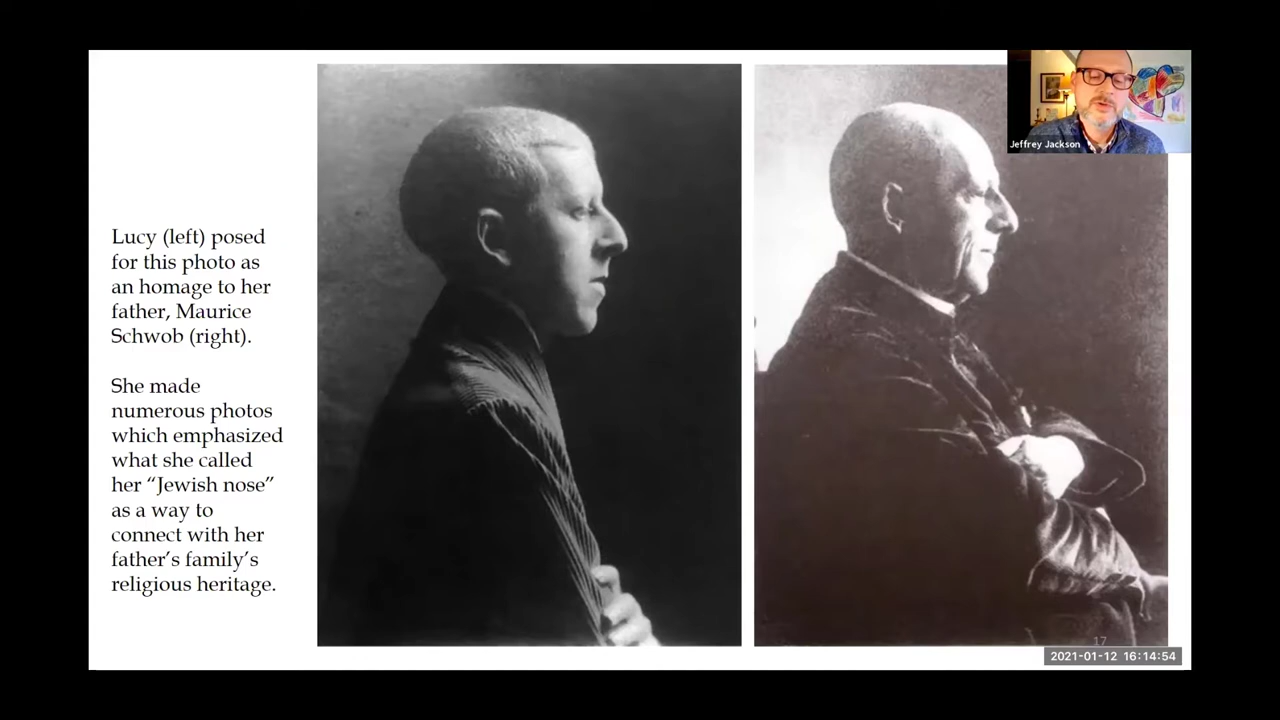 Jeffrey Jackson
Lucy (left) posed
for this photo as
an homage to her
father, Maurice
Schwob (right).
She made
numerous photos
which emphasized
what she called
her “Jewish nose”
as a way to
connect with her
father’s family’s
religious heritage.
17
2021-01-12 16:14:54